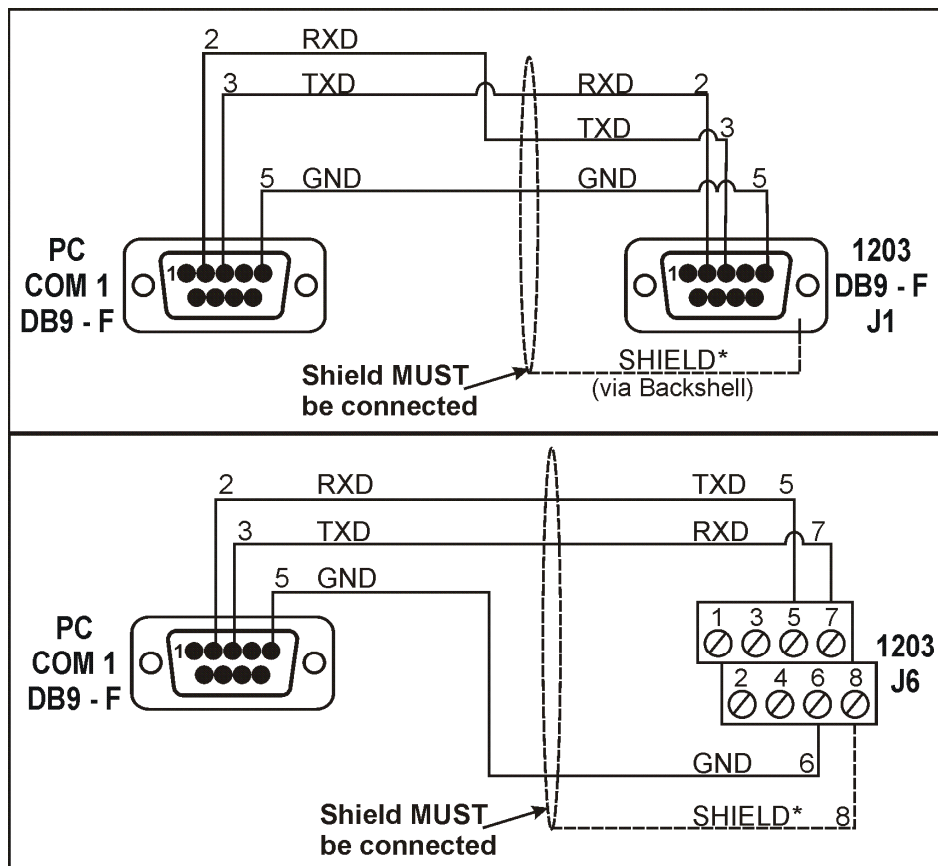 2 RXD
3 TXD RXD 2
TXD 3
5 GND GND 5
PC
COM 1
DB9 - F
1
1
1203
DB9 - F
J1
SHIELD*
(via Backshell)
Shield MUST
be connected
2 RXD TXD 5
3 TXD RXD 7
5 GND
PC
COM 1
DB9 - F
1
1 3 5 7
2 4 6 8
1203
J6
GND 6
SHIELD* 8
Shield MUST
be connected